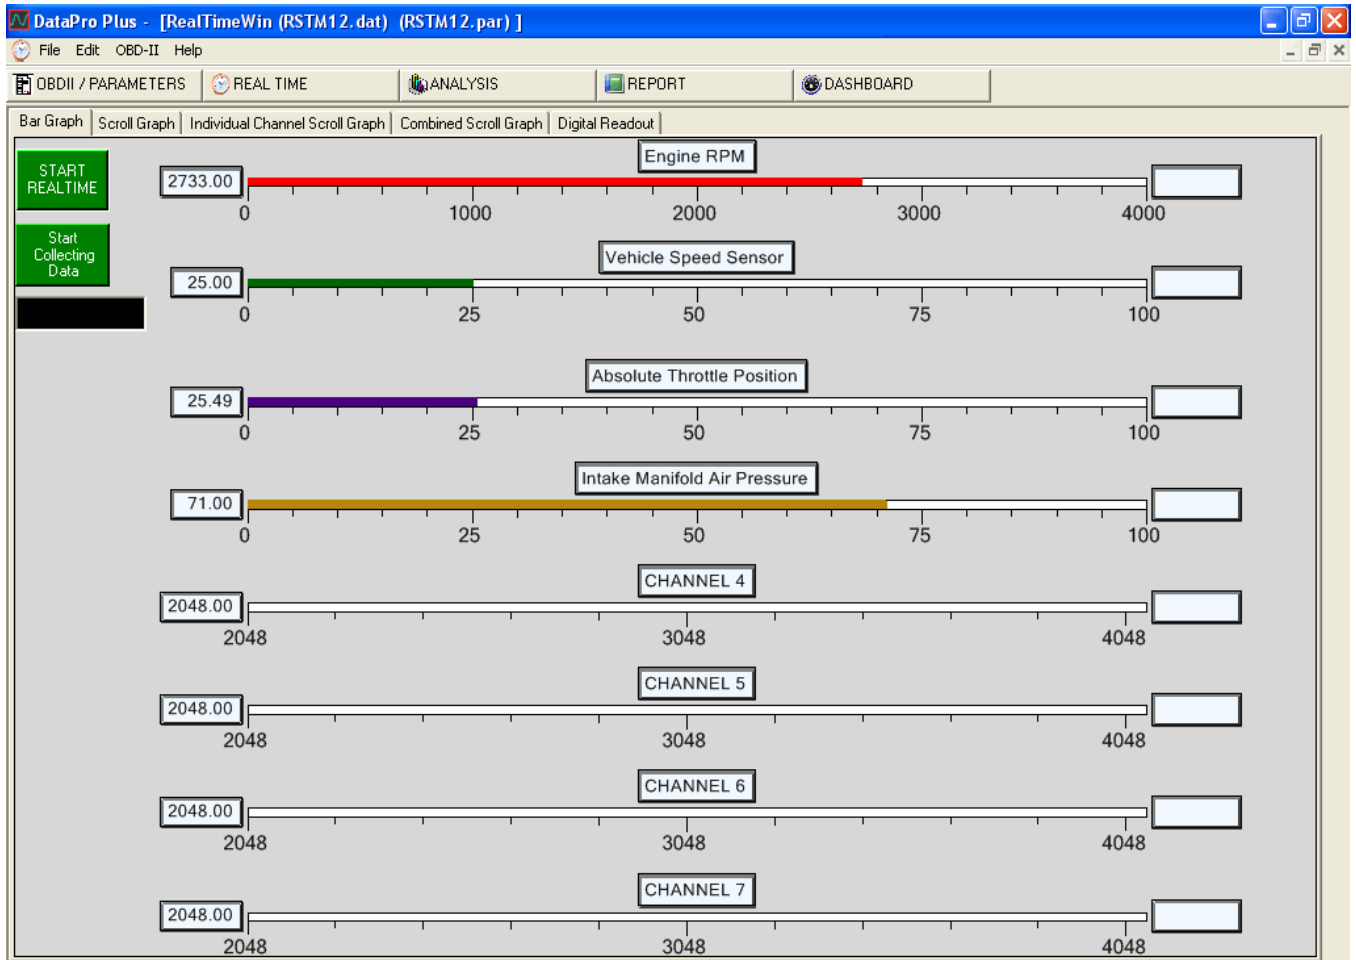 DataPro Plus - [RealTimeWin (RSTM12.dat) (RSTM12.par) ]
File Edit OBD-II Help
OBDII / PARAMETERS REAL TIME ANALYSIS REPORT DASHBOARD
Bar Graph Scroll Graph Individual Channel Scroll Graph Combined Scroll Graph Digital Readout
START
REALTIME
Start
Collecting
Data
Engine RPM
2733.00
0 1000 2000 3000 4000
Vehicle Speed Sensor
25.00
0 25 50 75 100
Absolute Throttle Position
25.49
0 25 50 75 100
Intake Manifold Air Pressure
71.00
0 25 50 75 100
CHANNEL 4
2048.00
2048 3048 4048
CHANNEL 5
2048.00
2048 3048 4048
CHANNEL 6
2048.00
2048 3048 4048
CHANNEL 7
2048.00
2048 3048 4048